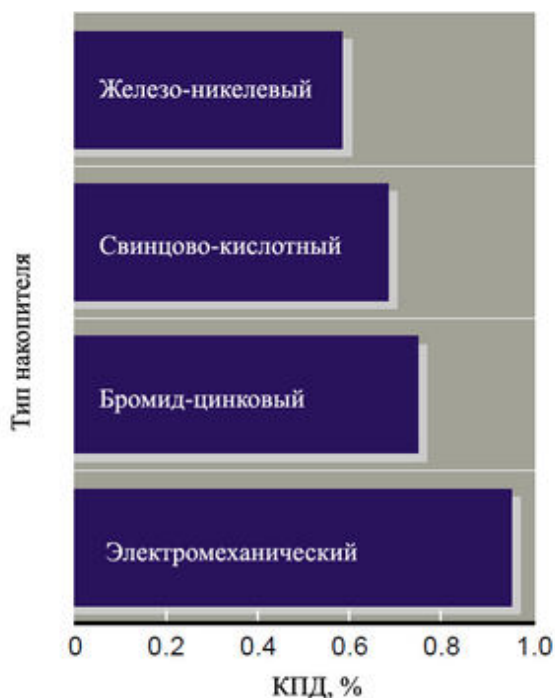 Железо-никелевый
Свинцово-кислотный
Бромид-цинковый
Электромеханический
Тип накопителя
0 0.2 0.4 0.6 0.8 1.0
КПД, %